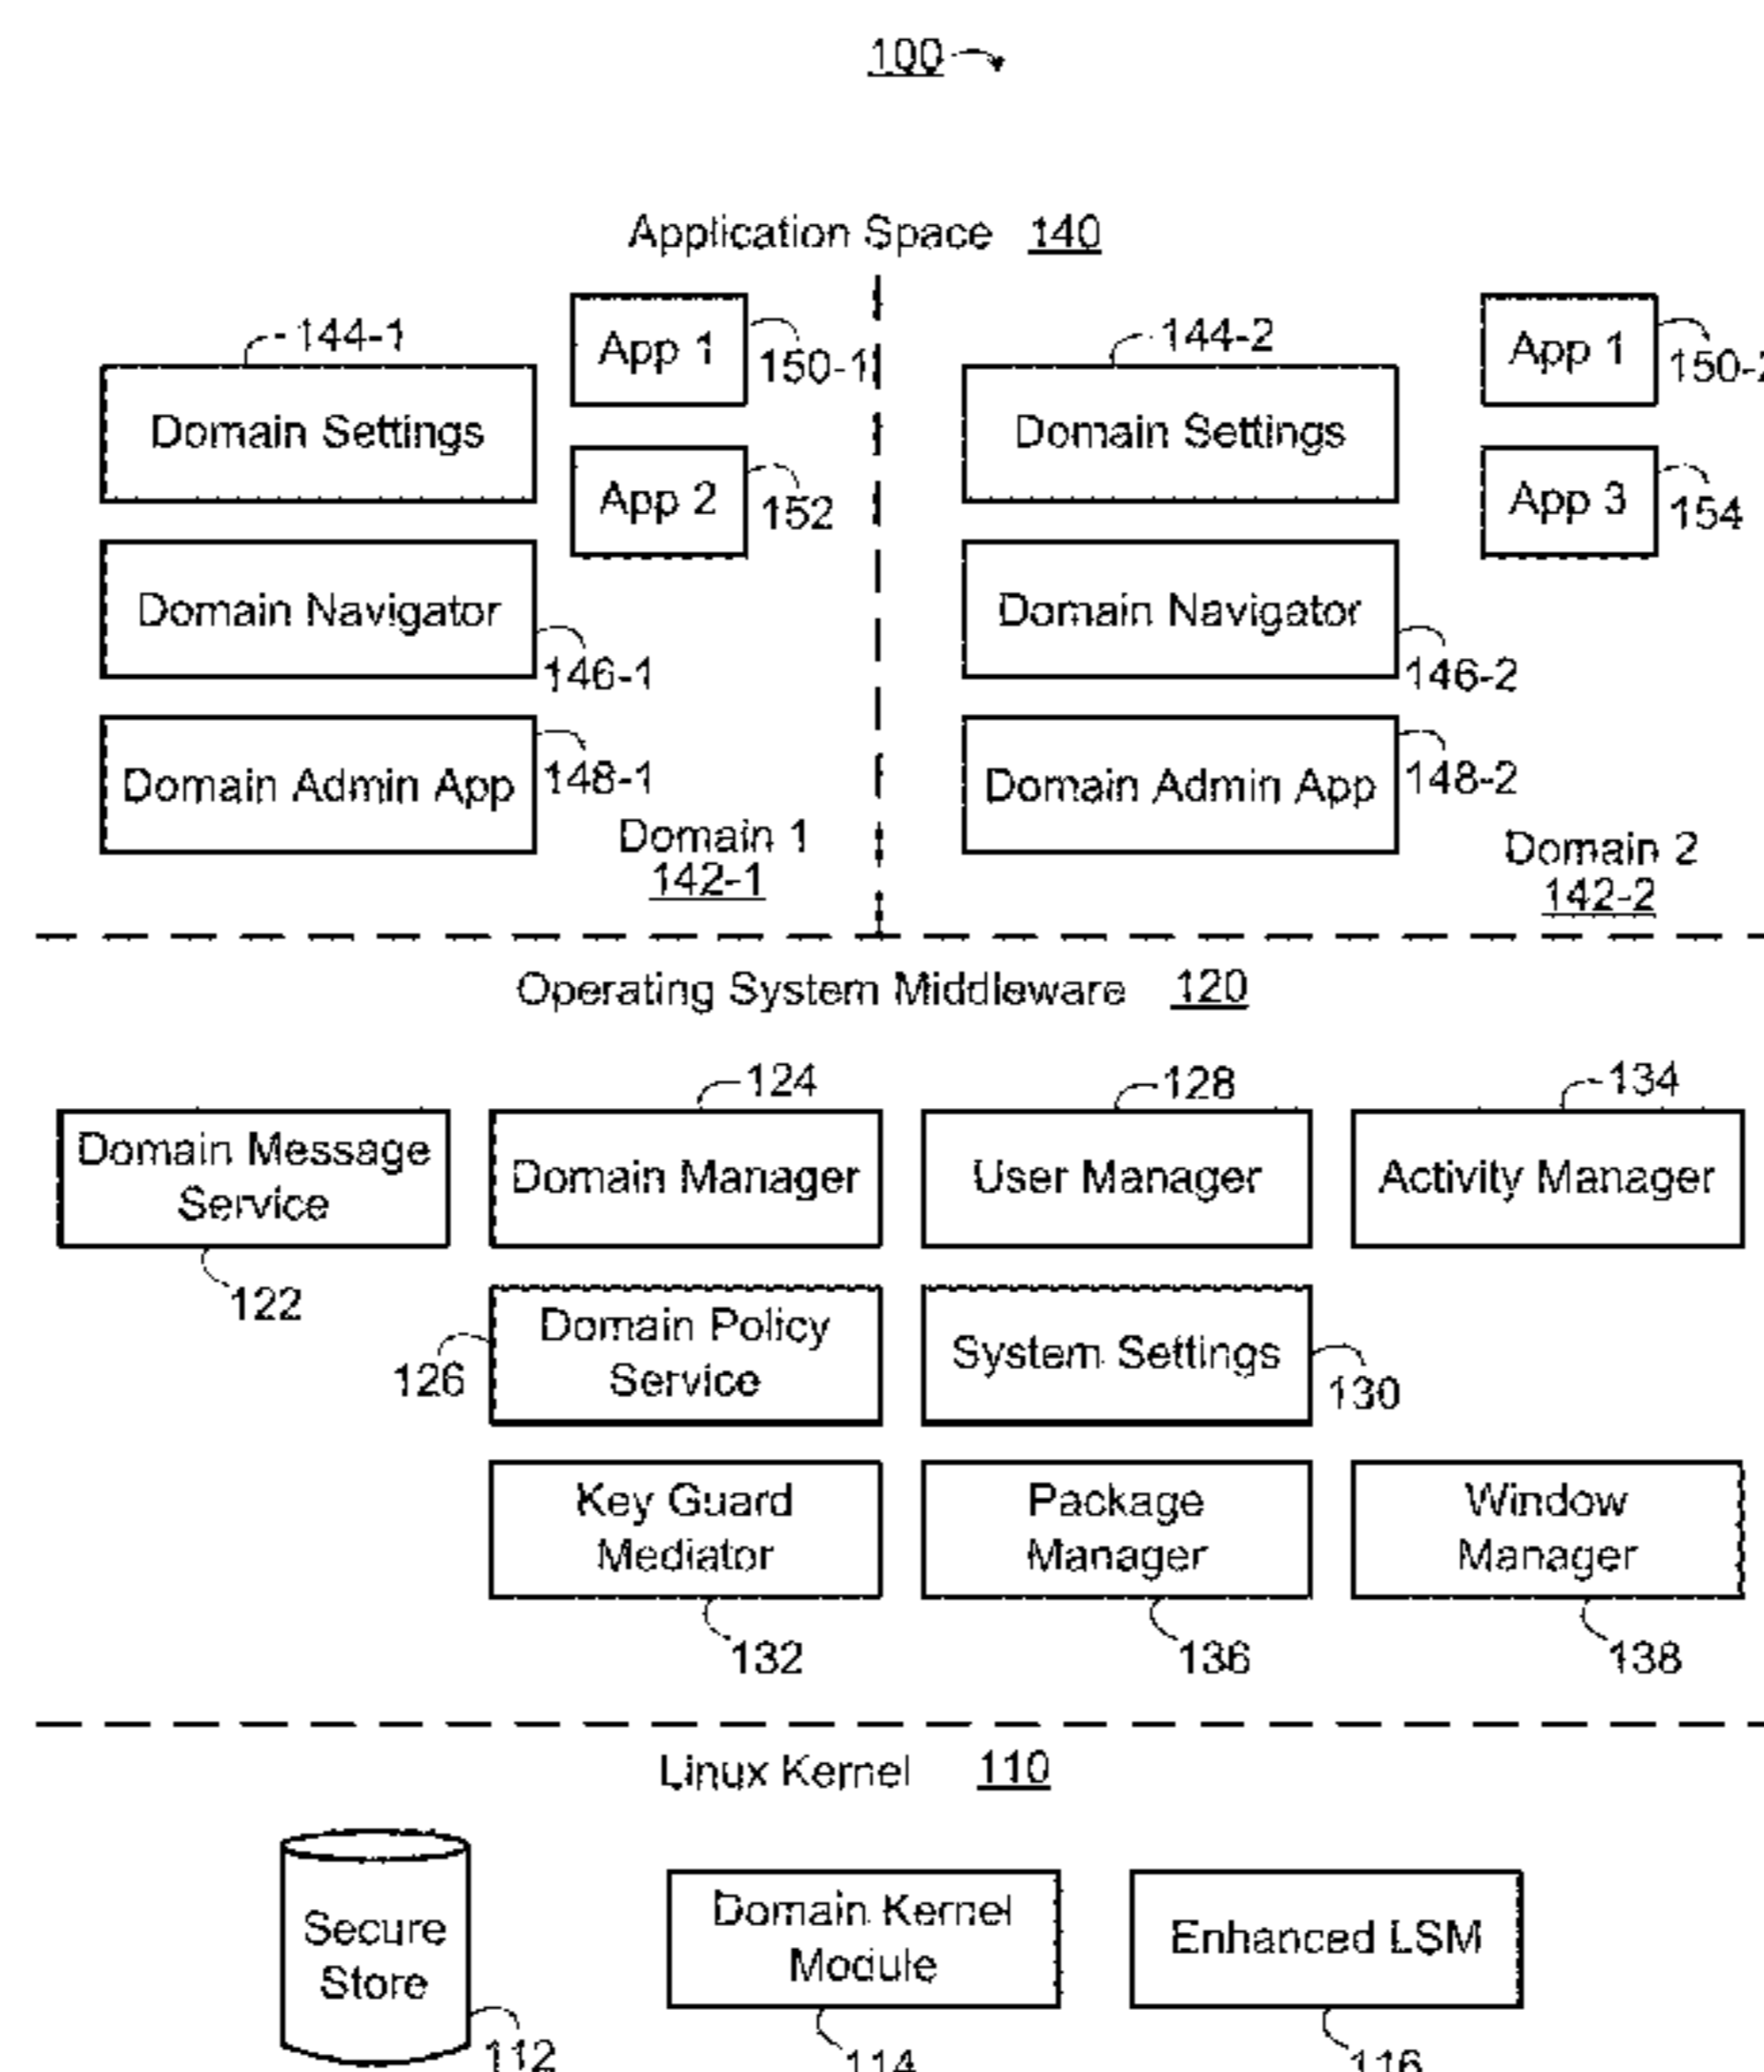 100
Application Space 140
144-1
App 1
150-1
144-2
App 1
150-2
Domain Settings
App 2
152
Domain Settings
App 3
154
Domain Navigator
146-1
Domain Navigator
146-2
Domain Admin App
148-1
Domain Admin App
148-2
Domain 1
142-1
Domain 2
142-2
Operating System Middleware 120
124
128
134
Domain Message
Service
Domain Manager
User Manager
Activity Manager
122
Domain Policy
Service
126
System Settings
130
Key Guard
Mediator
Package
Manager
Window
Manager
132
136
138
Linux Kernel 110
Secure
Store
Domain Kernel
Module
Enhanced LSM
112
114
116